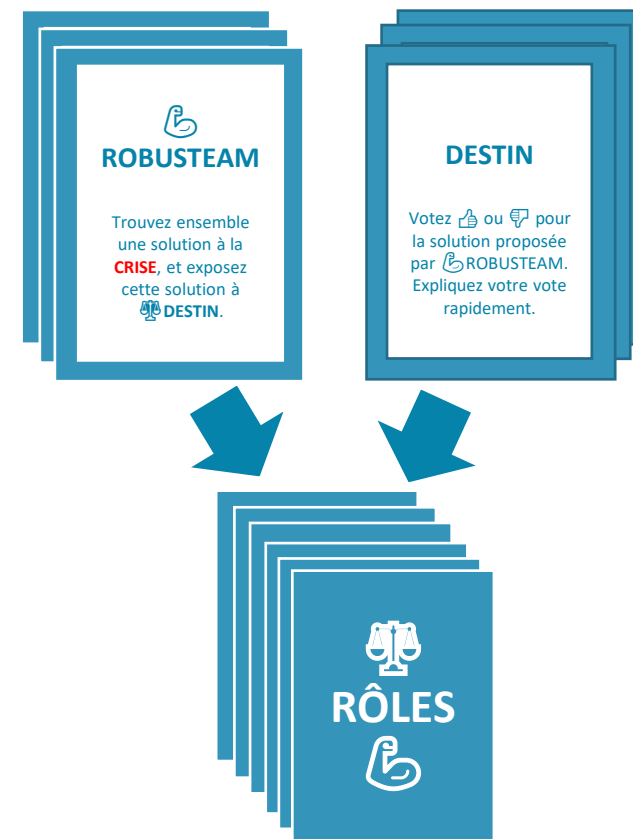 ROBUSTEAM
Trouvez ensemble
une solution à la
CRISE, et exposez
cette solution à
DESTIN.
DESTIN
Votez 👍 ou 👎 pour
la solution proposée
par 💪ROBUSTEAM.
Expliquez votre vote
rapidement.
RÔLES